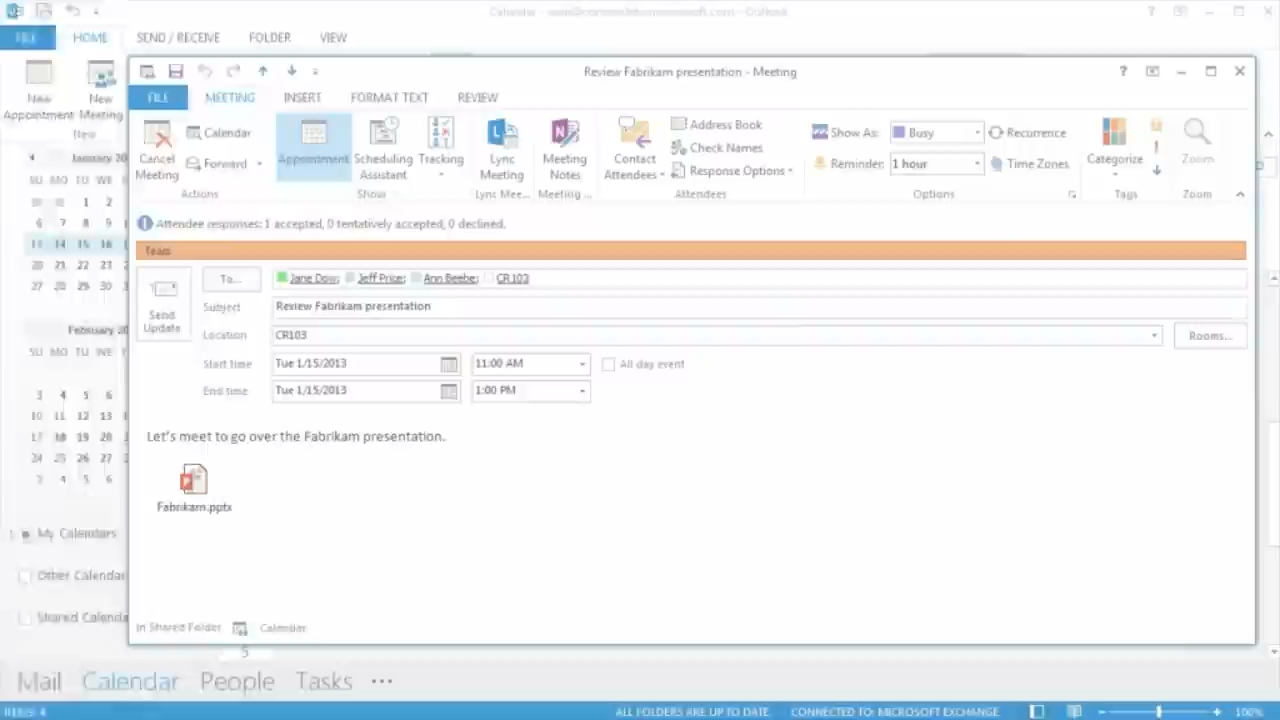 ? 
FILE HOME SEND / RECEIVE FOLDER VIEW
Review Fabrikam presentation - Meeting
?
FILE MEETING INSERT FORMAT TEXT REVIEW
New Appointment
New Meeting
New
Cancel Meeting
Calendar
Forward
Actions
Appointment
Scheduling Assistant
Tracking
Show
Lync Meeting
Lync Mee...
Meeting Notes
Meeting ...
Contact Attendees
Address Book
Check Names
Response Options
Attendees
Show As: Busy
Reminder: 1 hour
Recurrence
Time Zones
Options
Categorize
Tags
Zoom
Zoom
Attendee responses: 1 accepted, 0 tentatively accepted, 0 declined.
Team
Send Update
To... Jane Dow; Jeff Price; Ann Beebe; CR103
Subject Review Fabrikam presentation
Location CR103 Rooms...
Start time Tue 1/15/2013 11:00 AM All day event
End time Tue 1/15/2013 1:00 PM
Let's meet to go over the Fabrikam presentation.
Fabrikam.pptx
In Shared Folder Calendar
January 20
SU MO TU WE
1 2
6 7 8 9
13 14 15 16
20 21 22 23
27 28 29 30
February 20
SU MO TU WE
3 4 5 6
10 11 12 13
17 18 19 20
24 25 26 27
3 4 5 6
My Calendars
Other Calendar
Shared Calenda
5
Mail Calendar People Tasks ...
ITEMS: 4 ALL FOLDERS ARE UP TO DATE. CONNECTED TO: MICROSOFT EXCHANGE 100%